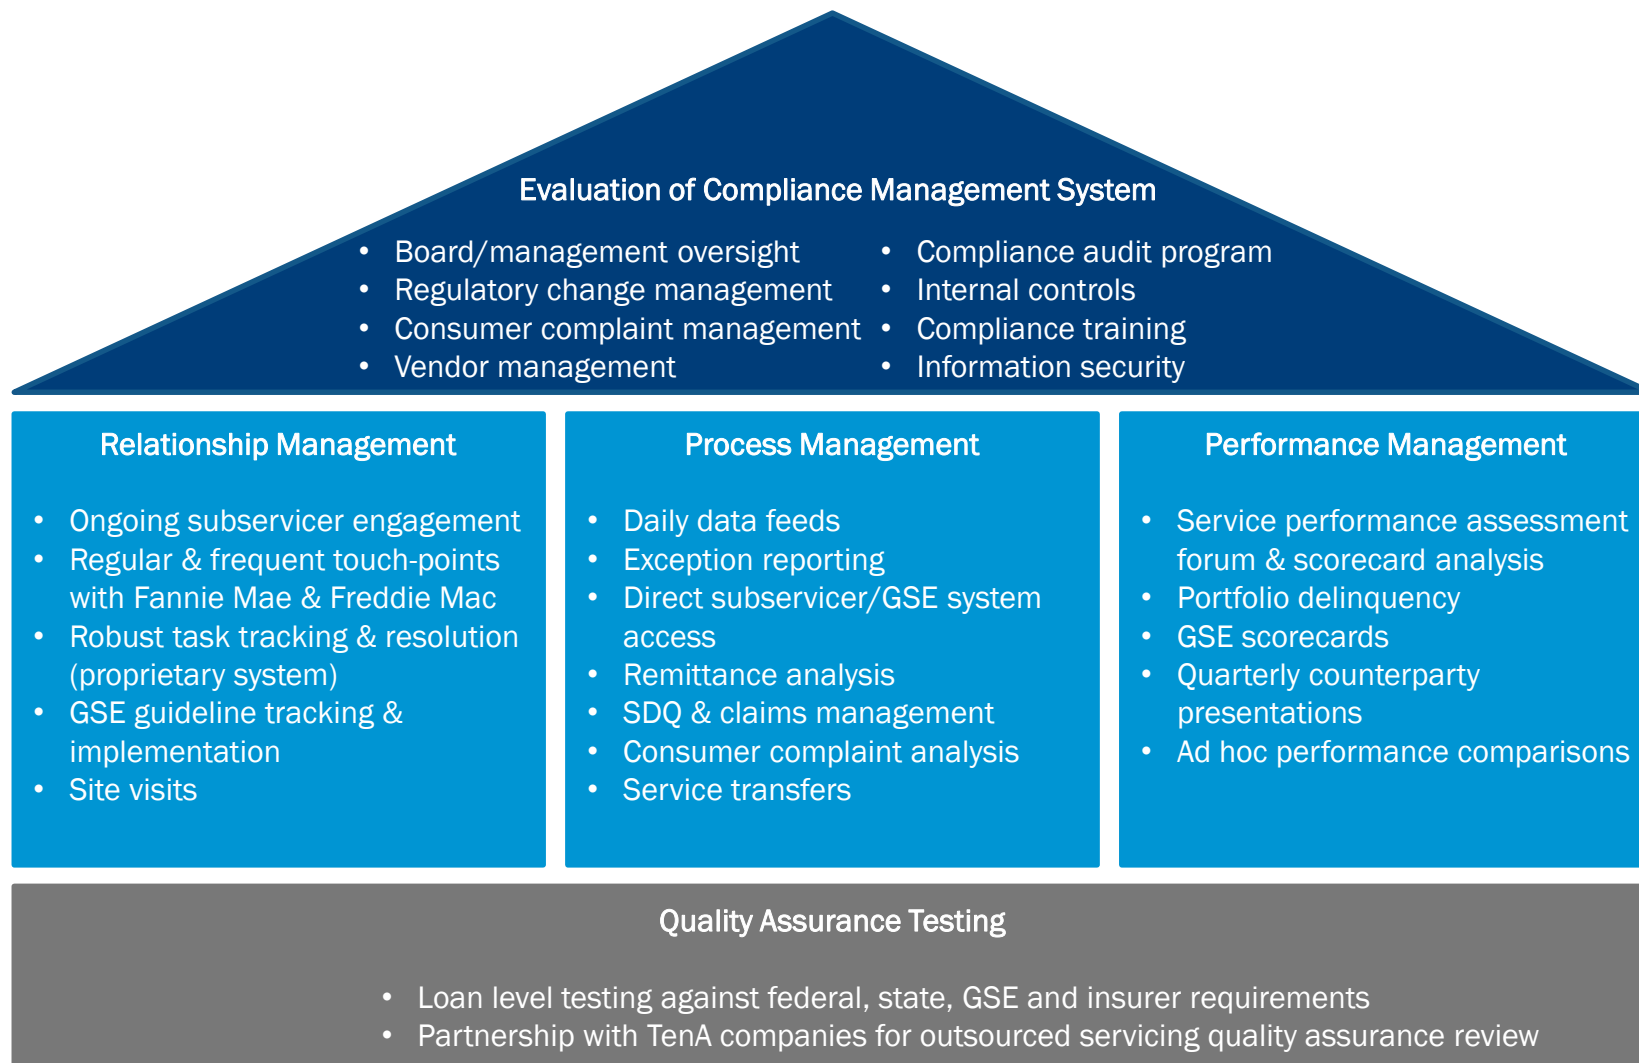 Evaluation of Compliance Management System
• Board/management oversight
• Regulatory change management
• Consumer complaint management
• Vendor management
• Compliance audit program
• Internal controls
• Compliance training
• Information security
Relationship Management
• Ongoing subservicer engagement
• Regular & frequent touch-points
with Fannie Mae & Freddie Mac
• Robust task tracking & resolution
(proprietary system)
• GSE guideline tracking &
implementation
• Site visits
Process Management
• Daily data feeds
• Exception reporting
• Direct subservicer/GSE system
access
• Remittance analysis
• SDQ & claims management
• Consumer complaint analysis
• Service transfers
Performance Management
• Service performance assessment
forum & scorecard analysis
• Portfolio delinquency
• GSE scorecards
• Quarterly counterparty
presentations
• Ad hoc performance comparisons
Quality Assurance Testing
• Loan level testing against federal, state, GSE and insurer requirements
• Partnership with TenA companies for outsourced servicing quality assurance review